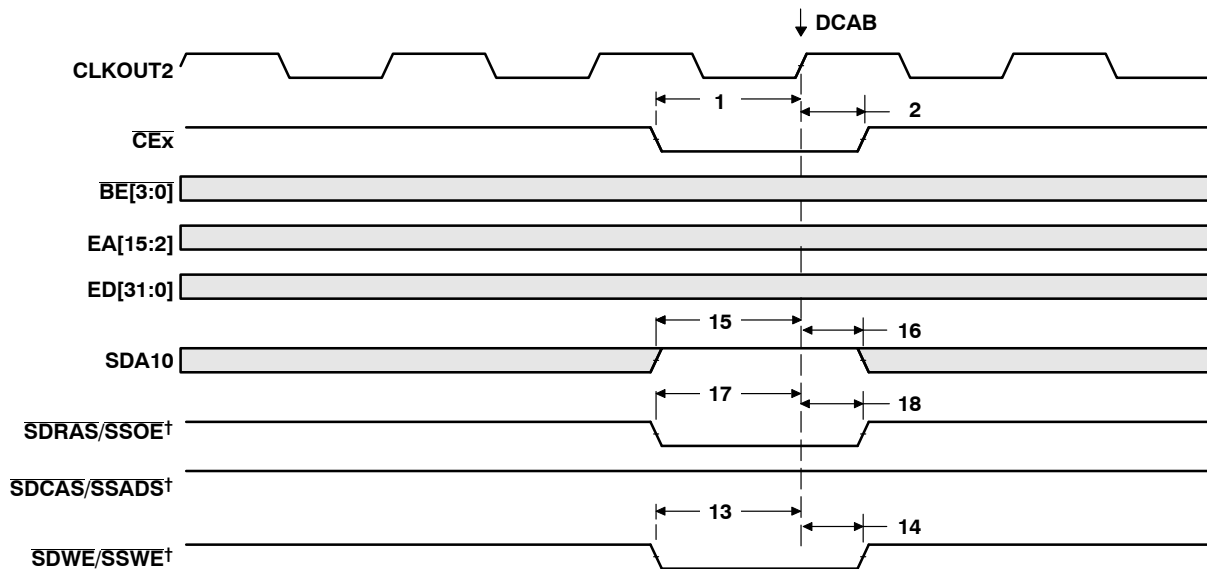 DCAB
CLKOUT2
1
2
CEx
BE[3:0]
EA[15:2]
ED[31:0]
15
16
SDA10
17
18
SDRAS/SSOE†
SDCAS/SSADS†
13
14
SDWE/SSWE†